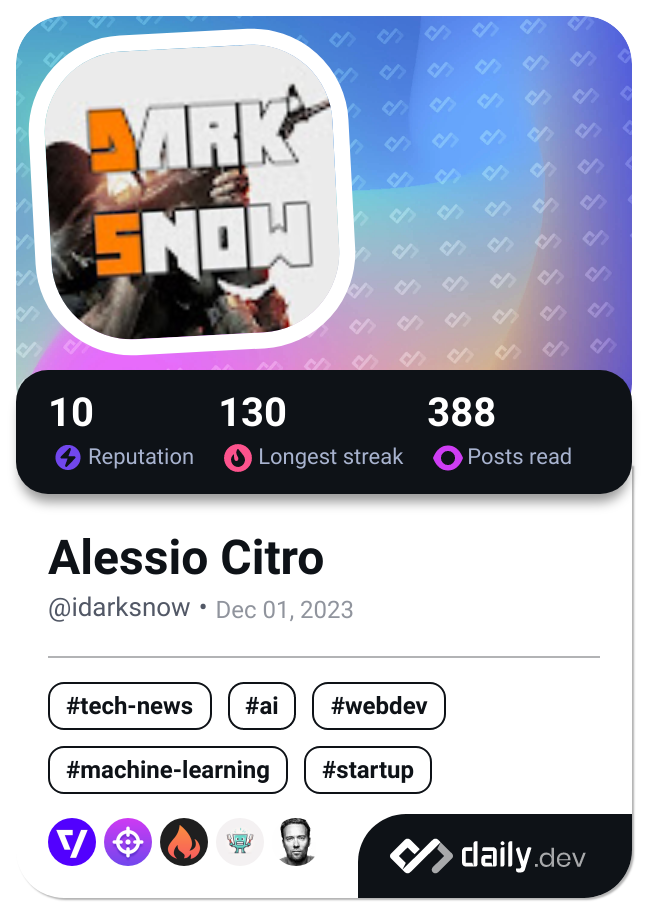 DARK
SNOW
10 130 388
Reputation Longest streak Posts read
Alessio Citro
@idarksnow • Dec 01, 2023
#tech-news #ai #webdev
#machine-learning #startup
daily.dev